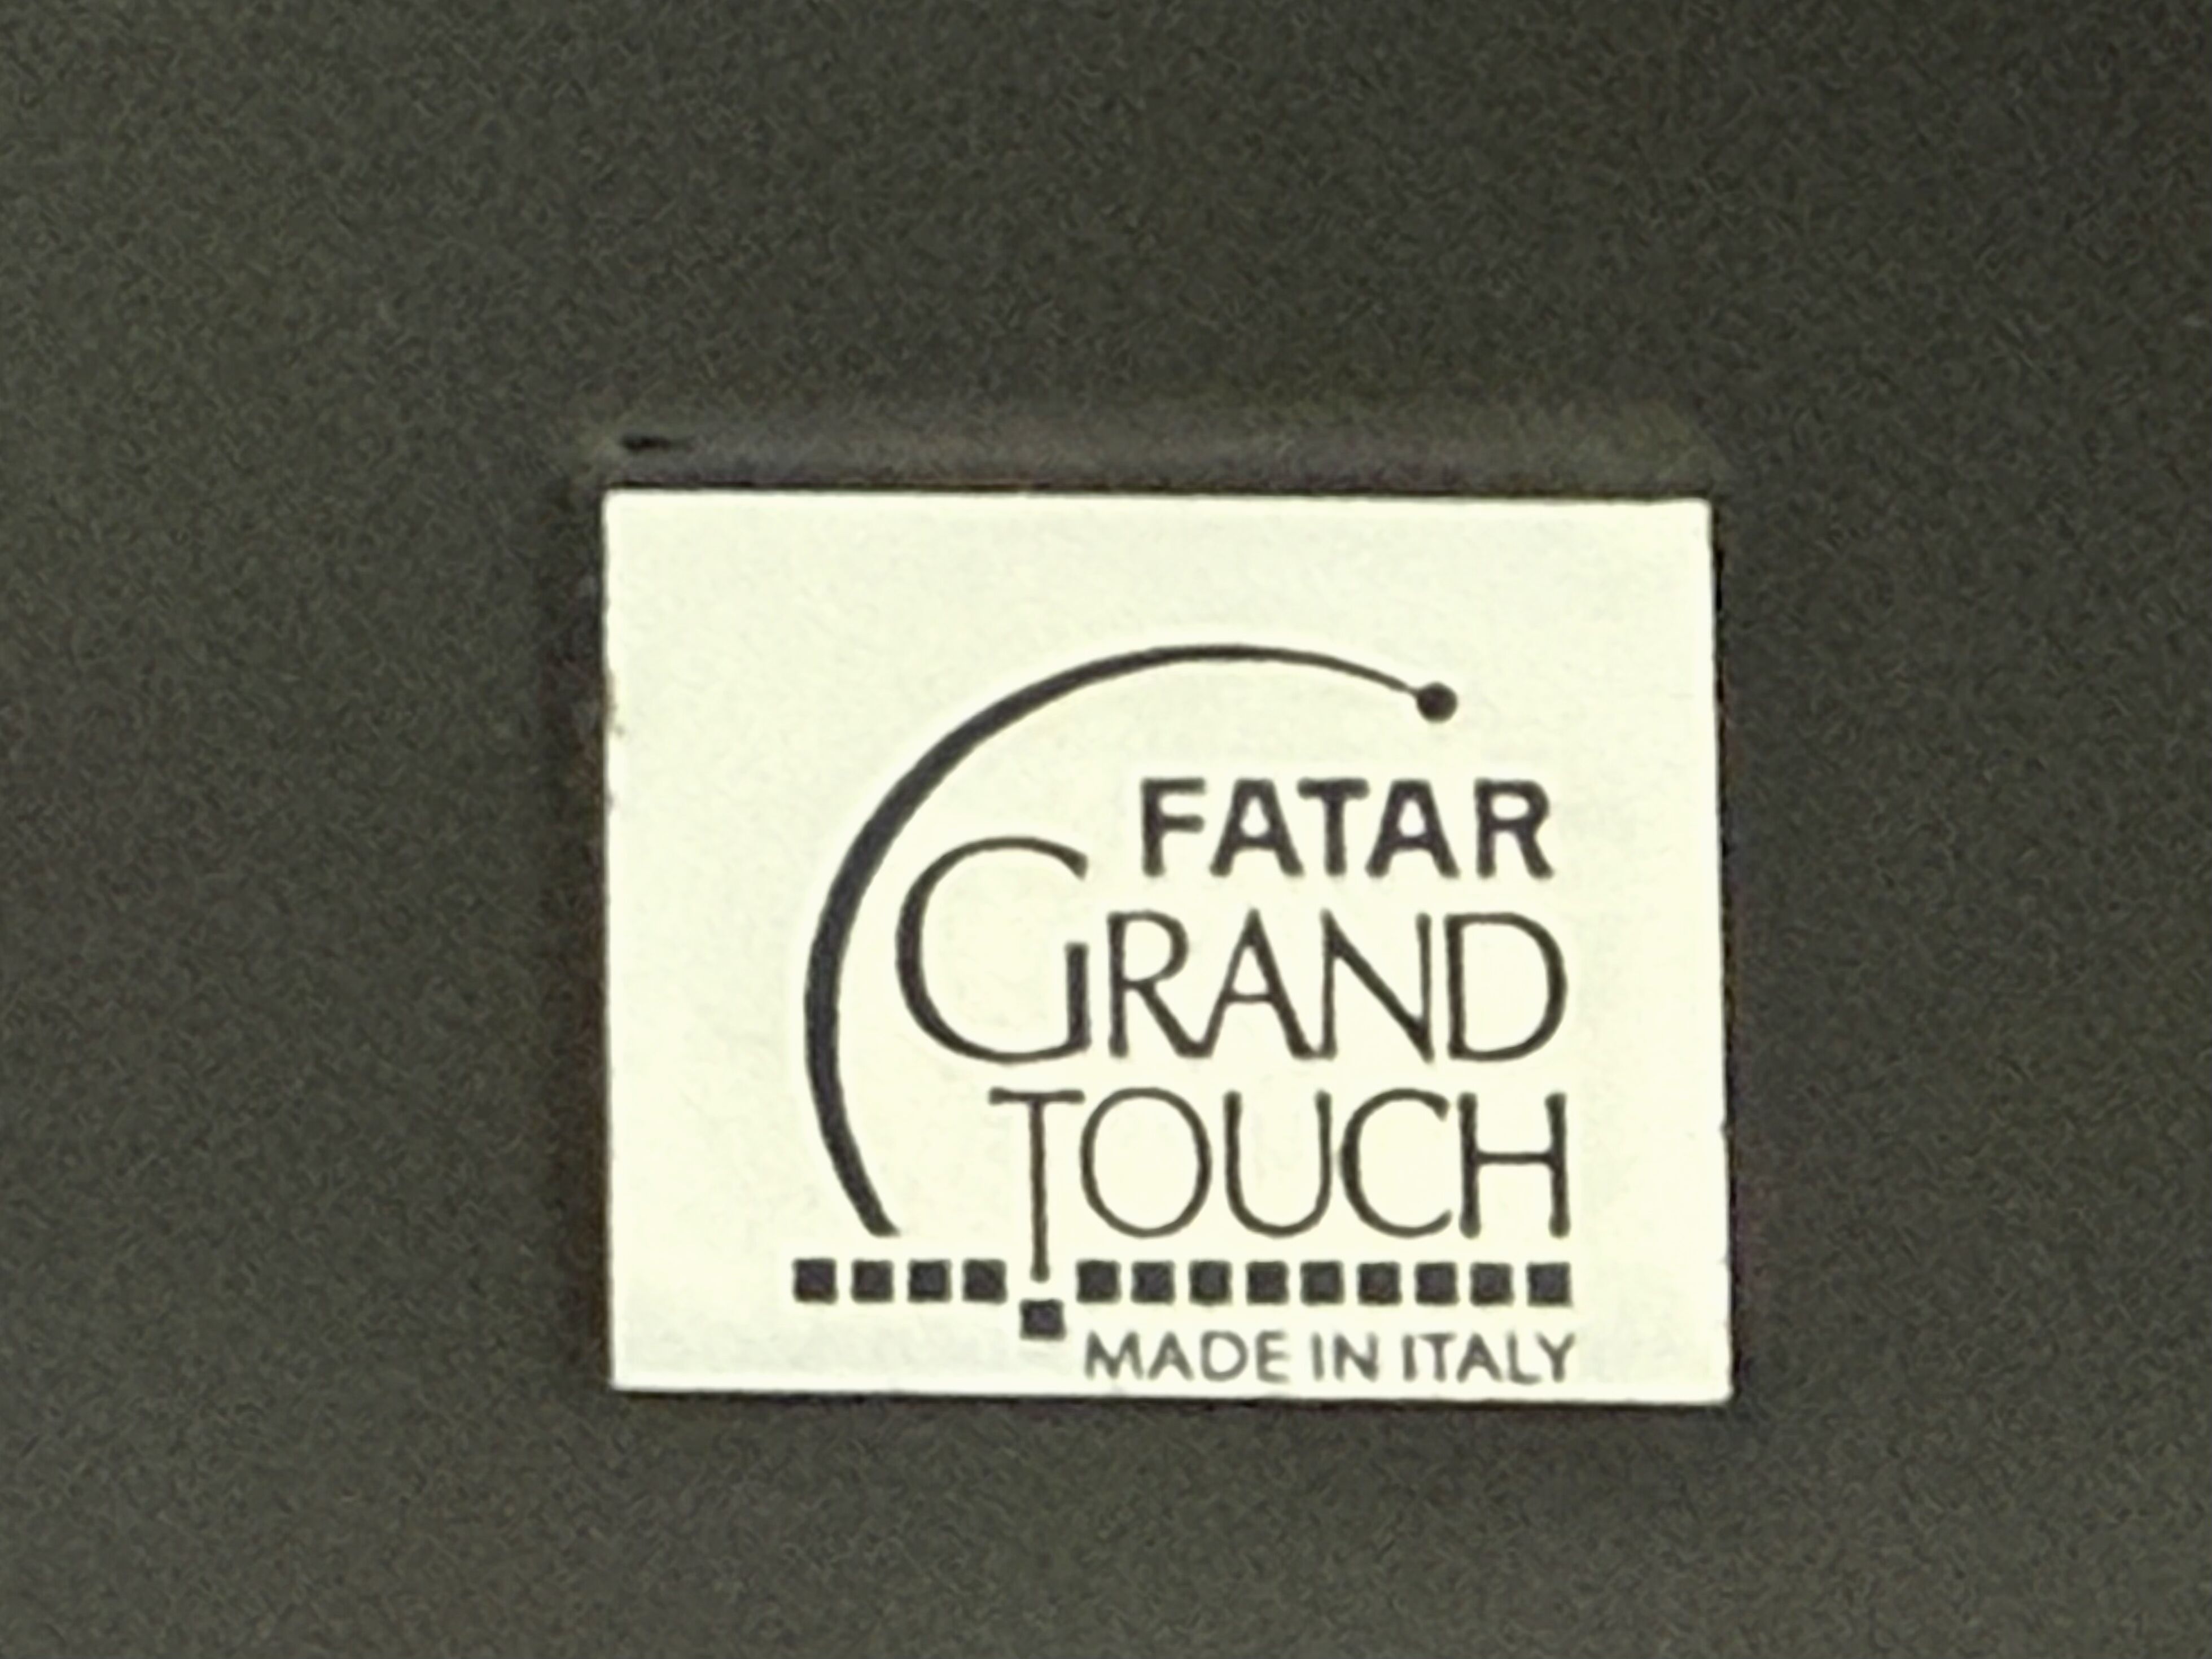 FATAR
GRAND
TOUCH
MADE IN ITALY